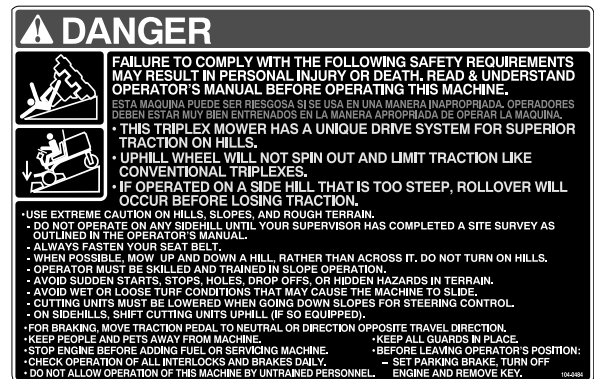 DANGER
FAILURE TO COMPLY WITH THE FOLLOWING SAFETY REQUIREMENTS
MAY RESULT IN PERSONAL INJURY OR DEATH. READ & UNDERSTAND
OPERATOR'S MANUAL BEFORE OPERATING THIS MACHINE.
ESTA MAQUINA PUEDE SER RIESGOSA SI SE USA EN UNA MANERA INAPROPRIADA. OPERADORES
DEBEN ESTAR MUY BIEN ENTRENADOS EN LA MANERA APROPRIADA DE OPERAR LA MAQUINA.
• THIS TRIPLEX MOWER HAS A UNIQUE DRIVE SYSTEM FOR SUPERIOR
TRACTION ON HILLS.
• UPHILL WHEEL WILL NOT SPIN OUT AND LIMIT TRACTION LIKE
CONVENTIONAL TRIPLEXES.
• IF OPERATED ON A SIDE HILL THAT IS TOO STEEP, ROLLOVER WILL
OCCUR BEFORE LOSING TRACTION.
•USE EXTREME CAUTION ON HILLS, SLOPES, AND ROUGH TERRAIN.
- DO NOT OPERATE ON ANY SIDEHILL UNTIL YOUR SUPERVISOR HAS COMPLETED A SITE SURVEY AS
OUTLINED IN THE OPERATOR'S MANUAL.
- ALWAYS FASTEN YOUR SEAT BELT.
- WHEN POSSIBLE, MOW UP AND DOWN A HILL, RATHER THAN ACROSS IT. DO NOT TURN ON HILLS.
- OPERATOR MUST BE SKILLED AND TRAINED IN SLOPE OPERATION.
- AVOID SUDDEN STARTS, STOPS, HOLES, DROP OFFS, OR HIDDEN HAZARDS IN TERRAIN.
- AVOID WET OR LOOSE TURF CONDITIONS THAT MAY CAUSE THE MACHINE TO SLIDE.
- CUTTING UNITS MUST BE LOWERED WHEN GOING DOWN SLOPES FOR STEERING CONTROL.
- ON SIDEHILLS, SHIFT CUTTING UNITS UPHILL (IF SO EQUIPPED).
•FOR BRAKING, MOVE TRACTION PEDAL TO NEUTRAL OR DIRECTION OPPOSITE TRAVEL DIRECTION.
•KEEP PEOPLE AND PETS AWAY FROM MACHINE.
•STOP ENGINE BEFORE ADDING FUEL OR SERVICING MACHINE.
•CHECK OPERATION OF ALL INTERLOCKS AND BRAKES DAILY.
• DO NOT ALLOW OPERATION OF THIS MACHINE BY UNTRAINED PERSONNEL.
•KEEP ALL GUARDS IN PLACE.
•BEFORE LEAVING OPERATOR'S POSITION:
– SET PARKING BRAKE, TURN OFF
ENGINE AND REMOVE KEY.
104-9484